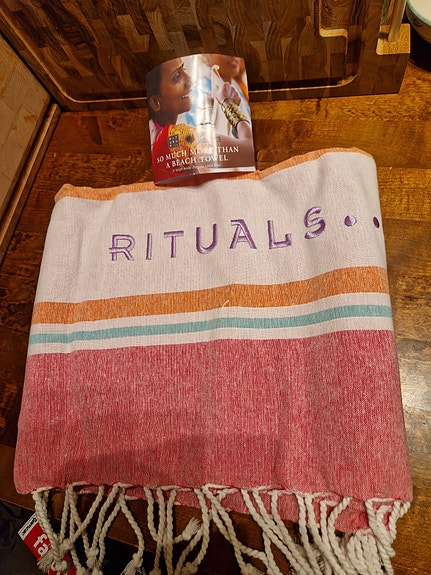 SO MUCH MORE THAN
A BEACH TOWEL
RITUALS..